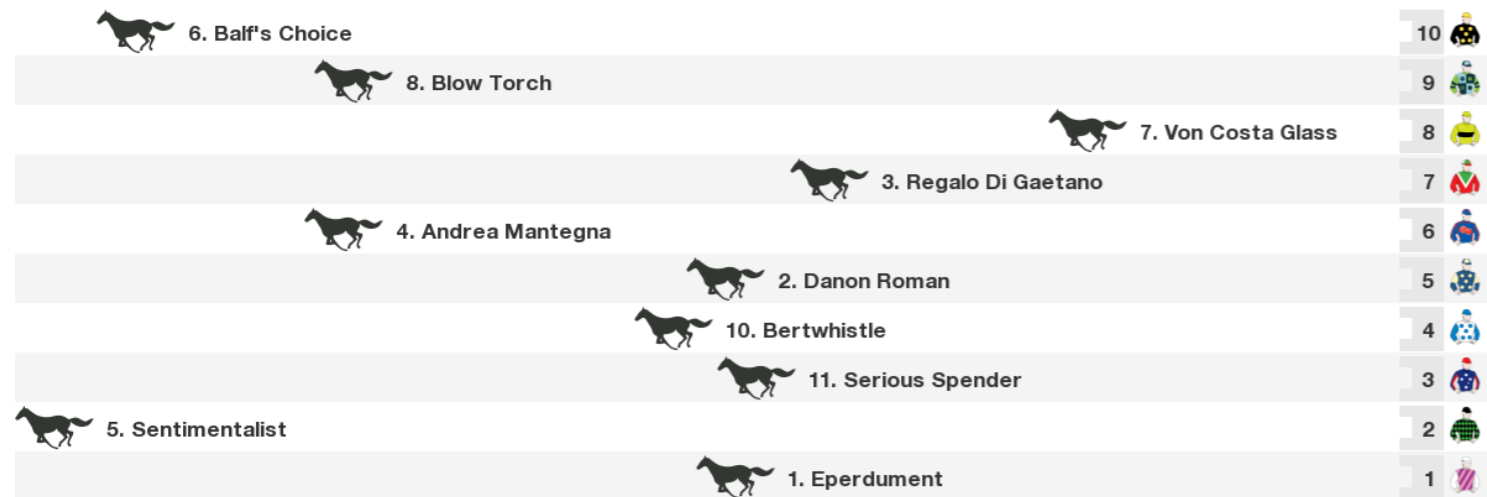 6. Balf's Choice 10
8. Blow Torch 9
7. Von Costa Glass 8
3. Regalo Di Gaetano 7
4. Andrea Mantegna 6
2. Danon Roman 5
10. Bertwhistle 4
11. Serious Spender 3
5. Sentimentalist 2
1. Eperdument 1